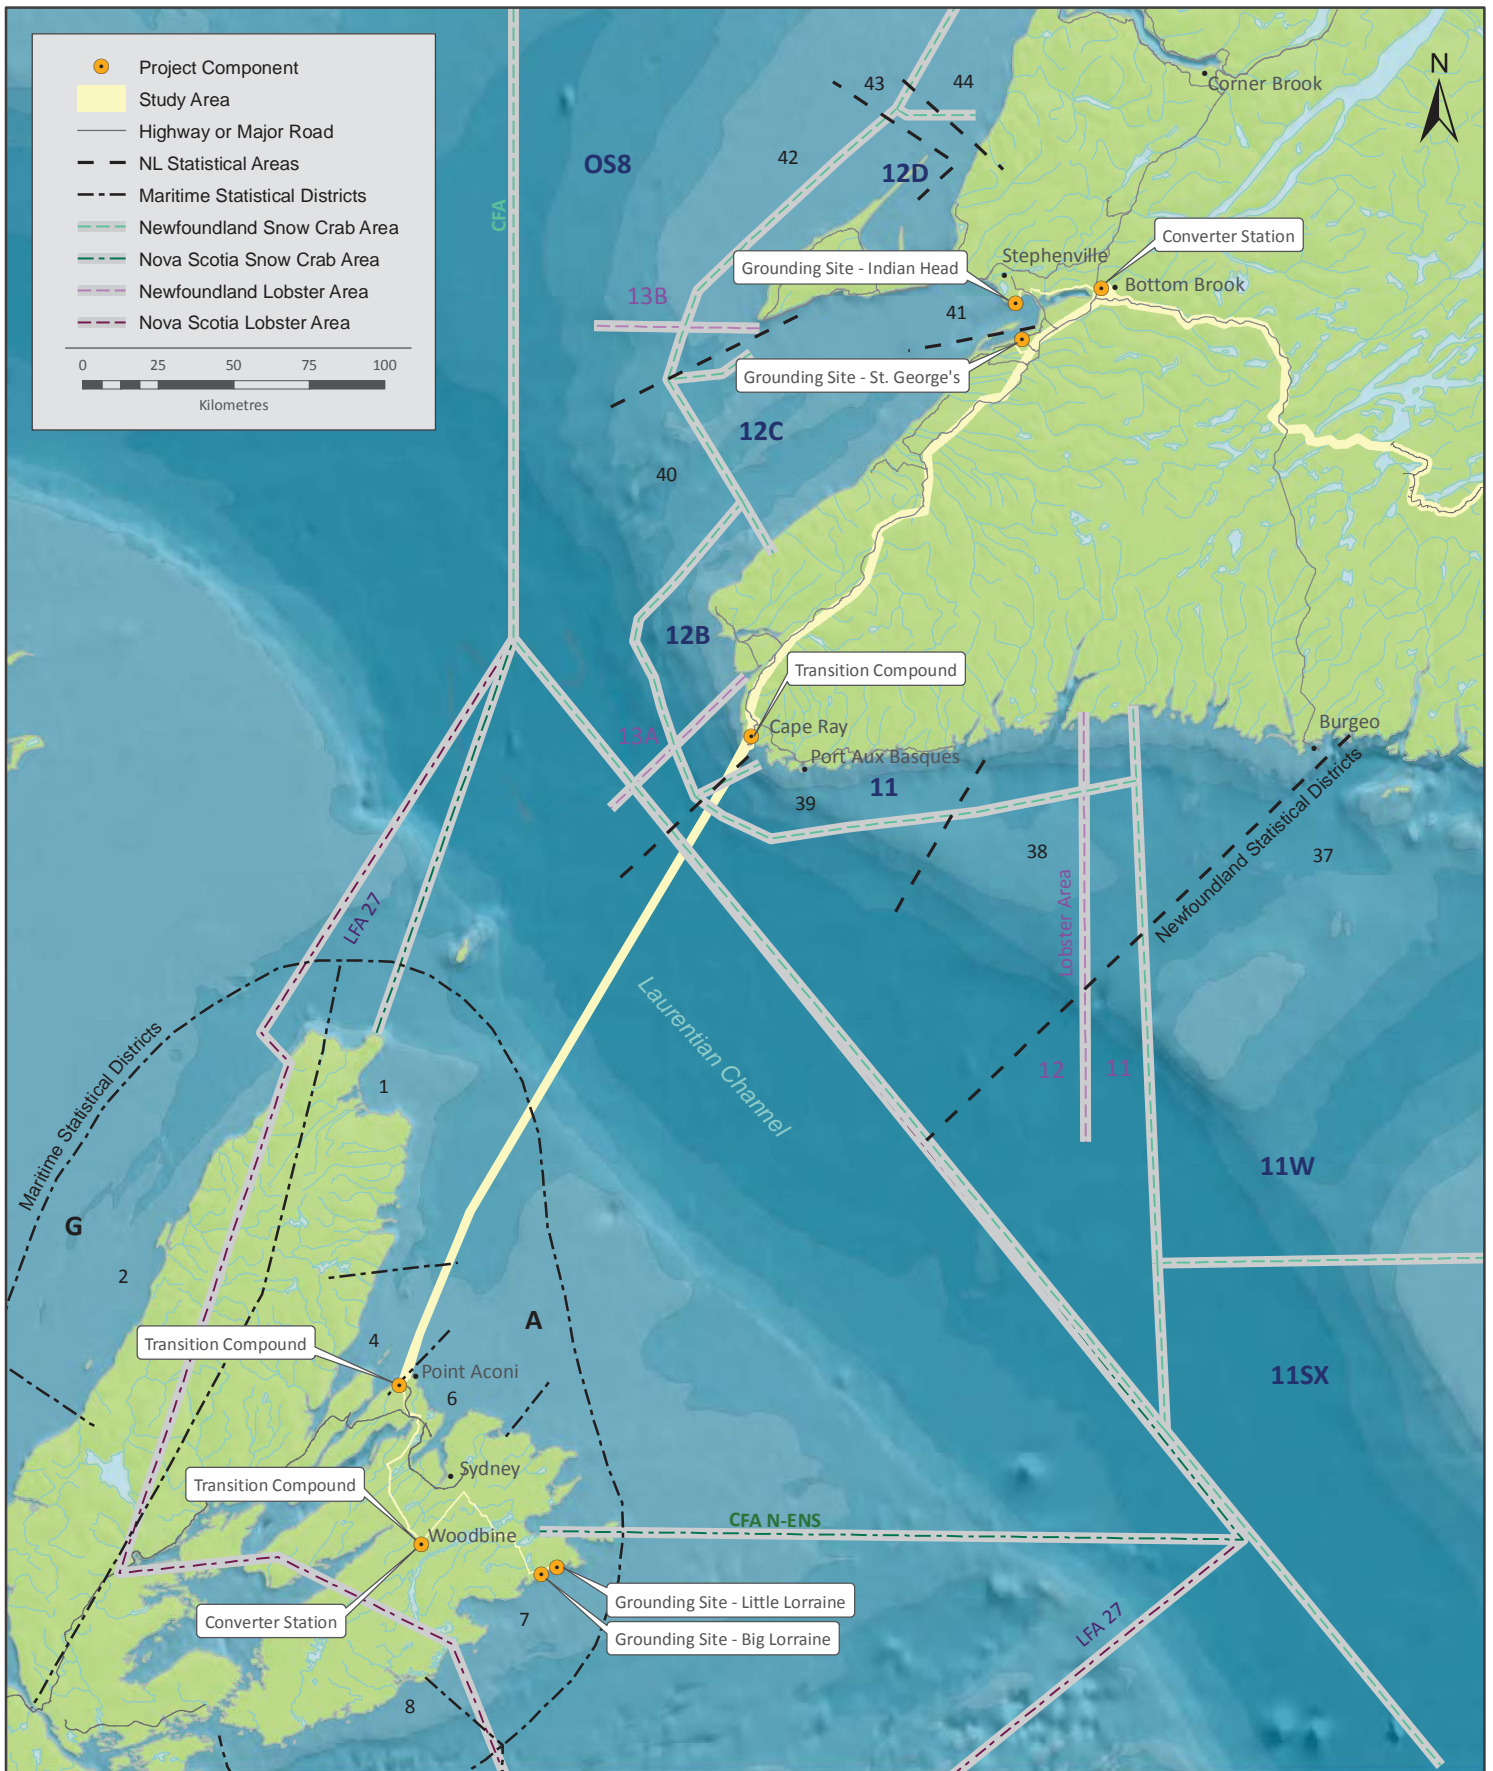 Project Component
Study Area
Highway or Major Road
NL Statistical Areas
Maritime Statistical Districts
Newfoundland Snow Crab Area
Nova Scotia Snow Crab Area
Newfoundland Lobster Area
Nova Scotia Lobster Area
0 25 50 75 100
Kilometres
N
Corner Brook
43
44
42
OS8
12D
CFA
Converter Station
Stephenville
Grounding Site - Indian Head
Bottom Brook
13B
41
Grounding Site - St. George's
12C
40
12B
Transition Compound
Cape Ray
13A
Port Aux Basques
Burgeo
11
39
38
37
Newfoundland Statistical Districts
Lobster Area
LFA 27
Laurentian Channel
12
11
1
Maritime Statistical Districts
11W
G
2
A
Transition Compound
4
Point Aconi
6
11SX
Sydney
Transition Compound
Woodbine
CFA N-ENS
Grounding Site - Little Lorraine
Converter Station
7
Grounding Site - Big Lorraine
LFA 27
8